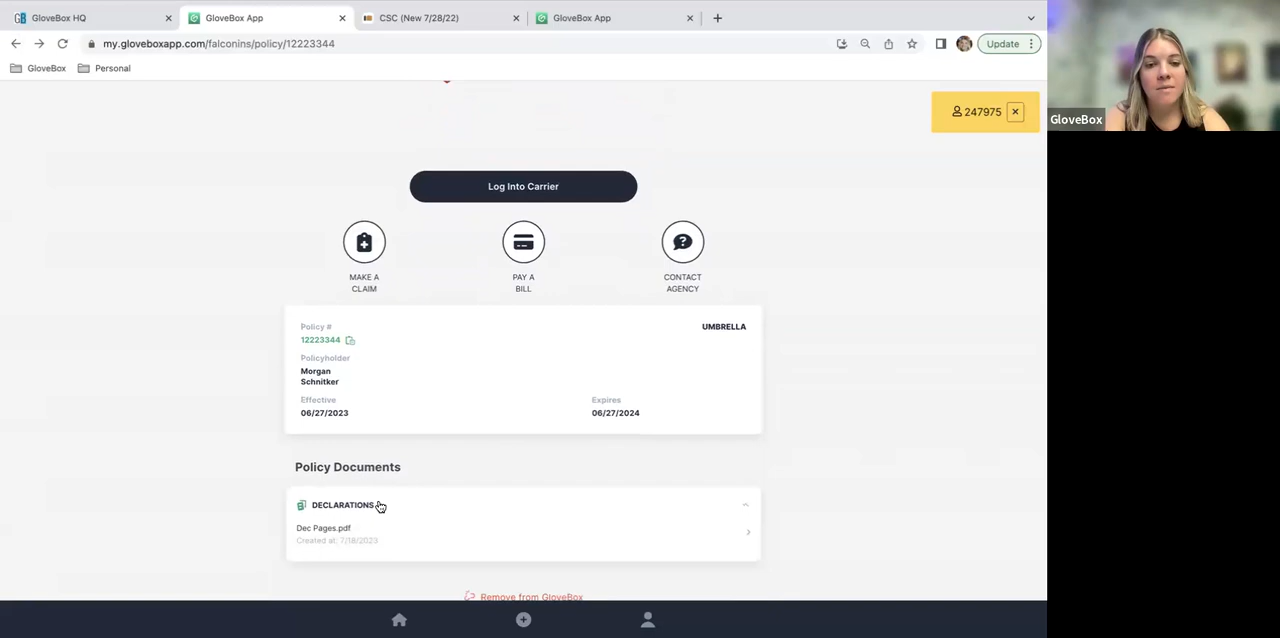 GloveBox HQ
GloveBox App
CSC (New 7/28/22)
GloveBox App
my.gloveboxapp.com/falconins/policy/12223344
Update
GloveBox
Personal
247975
GloveBox
Log Into Carrier
MAKE A
CLAIM
PAY A
BILL
CONTACT
AGENCY
Policy #
UMBRELLA
12223344
Policyholder
Morgan
Schnitker
Effective
Expires
06/27/2023
06/27/2024
Policy Documents
DECLARATIONS
Dec Pages.pdf
Created at: 7/18/2023
Remove from GloveBox